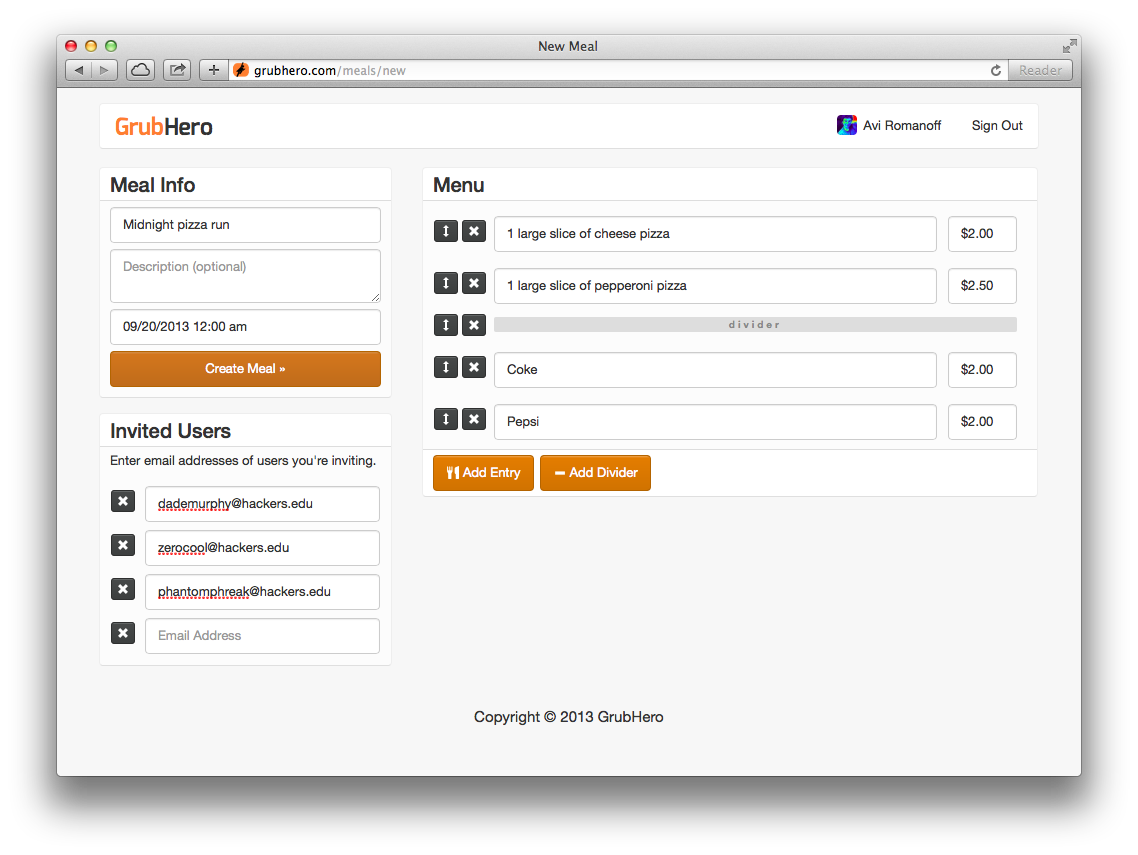 New Meal
grubhero.com/meals/new
Reader
GrubHero
Avi Romanoff
Sign Out
Meal Info
Midnight pizza run
Description (optional)
09/20/2013 12:00 am
Create Meal »
Invited Users
Enter email addresses of users you're inviting.
dademurphy@hackers.edu
zerocool@hackers.edu
phantomphreak@hackers.edu
Email Address
Menu
1 large slice of cheese pizza $2.00
1 large slice of pepperoni pizza $2.50
divider
Coke $2.00
Pepsi $2.00
Add Entry
Add Divider
Copyright © 2013 GrubHero